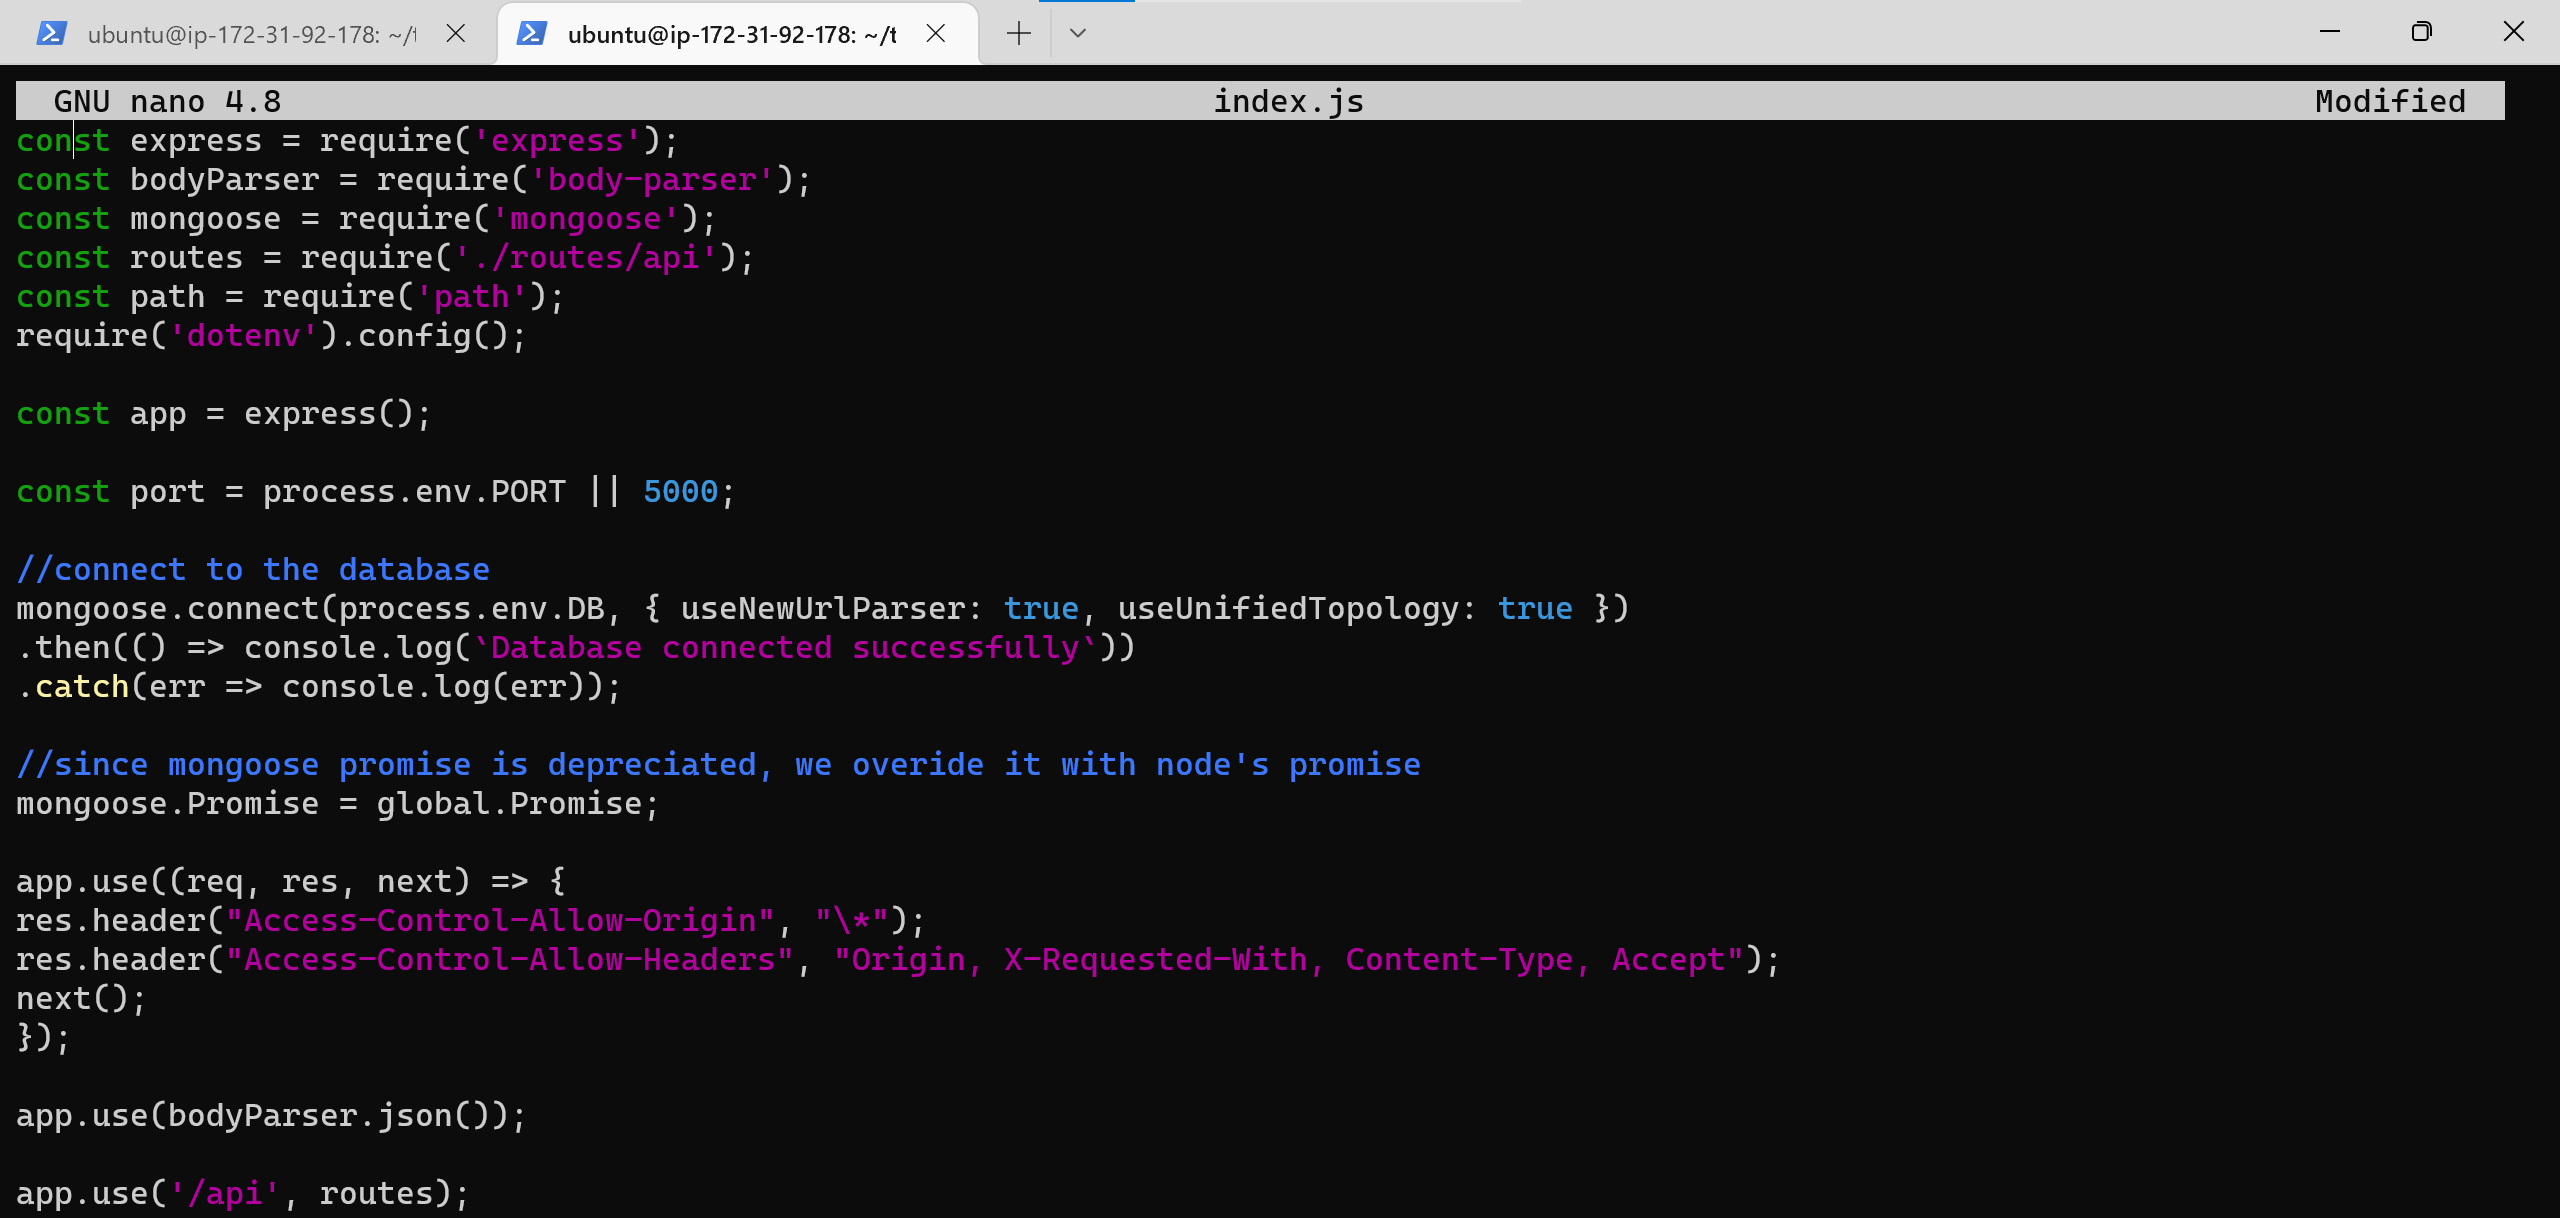 ubuntu@ip-172-31-92-178: ~/t
ubuntu@ip-172-31-92-178: ~/t
GNU nano 4.8 index.js Modified
const express = require('express');
const bodyParser = require('body-parser');
const mongoose = require('mongoose');
const routes = require('./routes/api');
const path = require('path');
require('dotenv').config();
const app = express();
const port = process.env.PORT || 5000;
//connect to the database
mongoose.connect(process.env.DB, { useNewUrlParser: true, useUnifiedTopology: true })
.then(() => console.log(`Database connected successfully`))
.catch(err => console.log(err));
//since mongoose promise is depreciated, we overide it with node's promise
mongoose.Promise = global.Promise;
app.use((req, res, next) => {
res.header("Access-Control-Allow-Origin", "\*");
res.header("Access-Control-Allow-Headers", "Origin, X-Requested-With, Content-Type, Accept");
next();
});
app.use(bodyParser.json());
app.use('/api', routes);